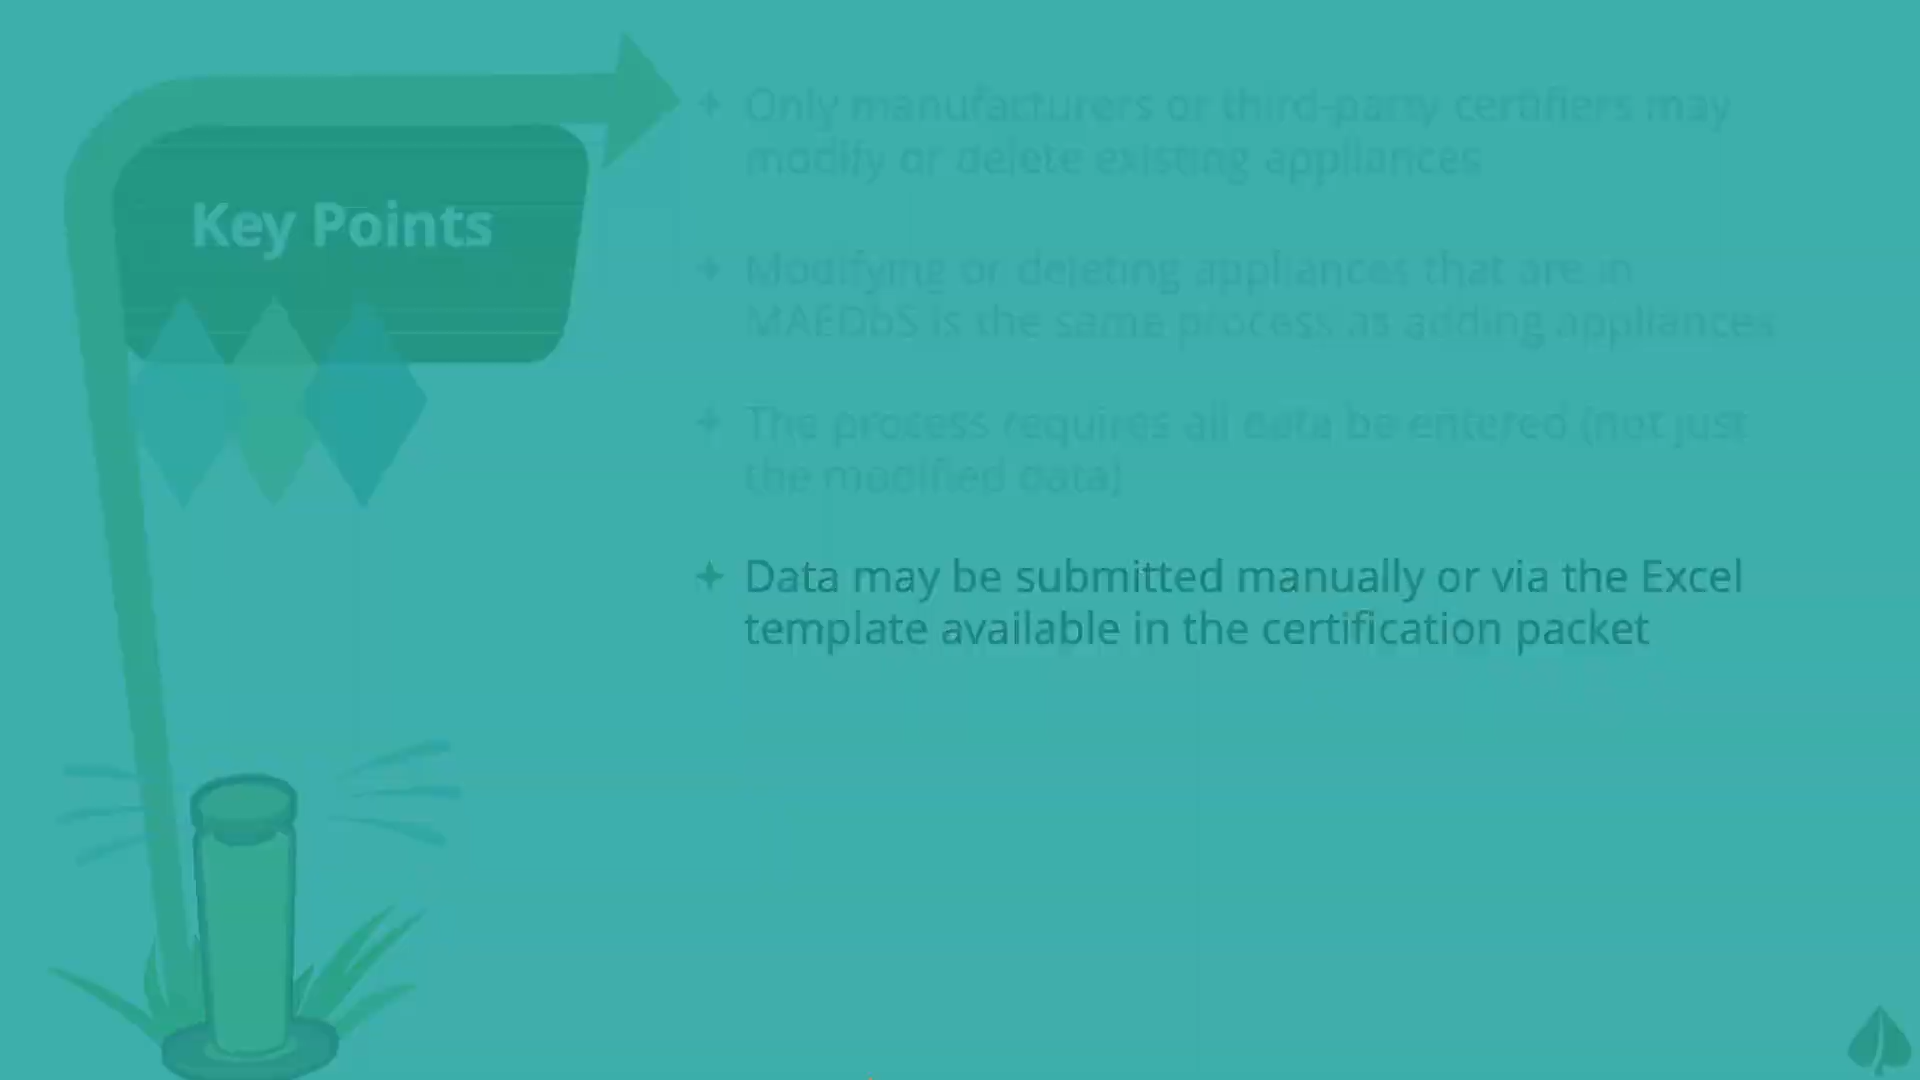 Key Points
Only manufacturers or third-party certifiers may
modify or delete existing appliances
Modifying or deleting appliances that are in
MAEDbS is the same process as adding appliances
The process requires all data be entered (not just
the modified data)
Data may be submitted manually or via the Excel
template available in the certification packet